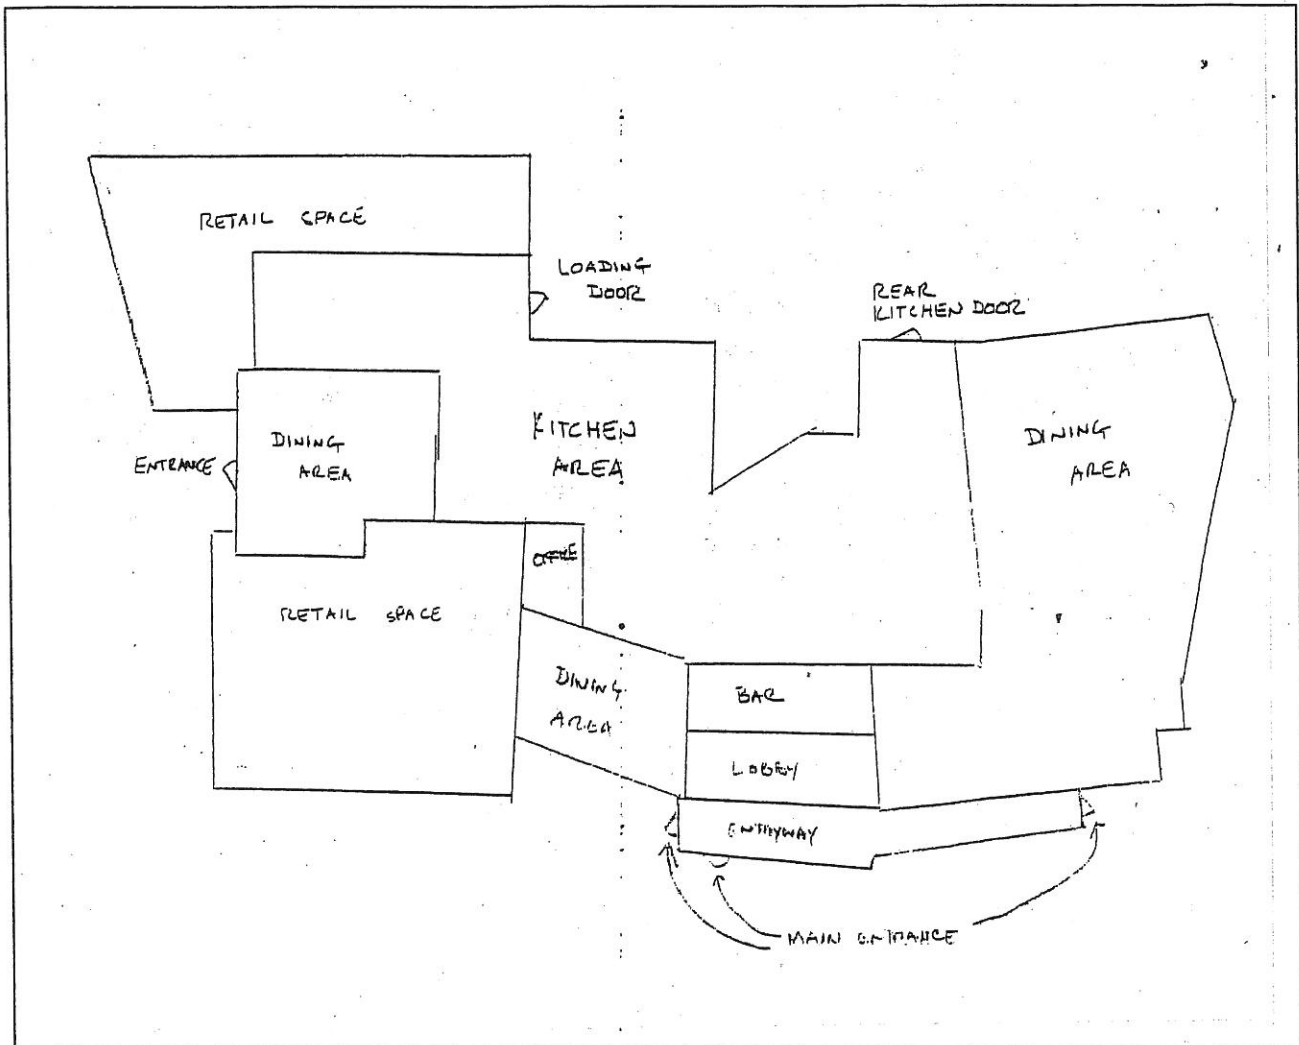 RETAIL SPACE
LOADING
DOOR
REAR
KITCHEN DOOR
KITCHEN
AREA
DINING
AREA
DINING
AREA
ENTRANCE
OFFICE
RETAIL SPACE
DINING
AREA
BAR
LOBBY
ENTRYWAY
MAIN ENTRANCE